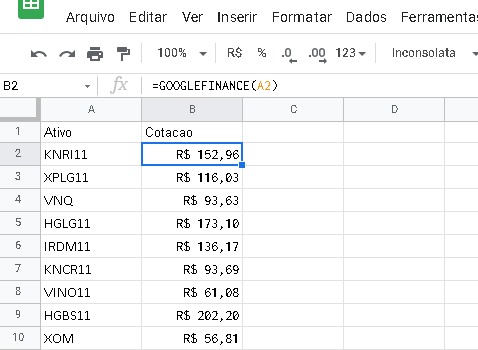 Arquivo Editar Ver Inserir Formatar Dados Ferramentas
100% R$ % .0 .00 123 Inconsolata
B2 fx =GOOGLEFINANCE(A2)
A B C D
1 Ativo Cotacao
2 KNRI11 R$ 152,96
3 XPLG11 R$ 116,03
4 VNQ R$ 93,63
5 HGLG11 R$ 173,10
6 IRDM11 R$ 136,17
7 KNCR11 R$ 93,69
8 VINO11 R$ 61,08
9 HGBS11 R$ 202,20
10 XOM R$ 56,81